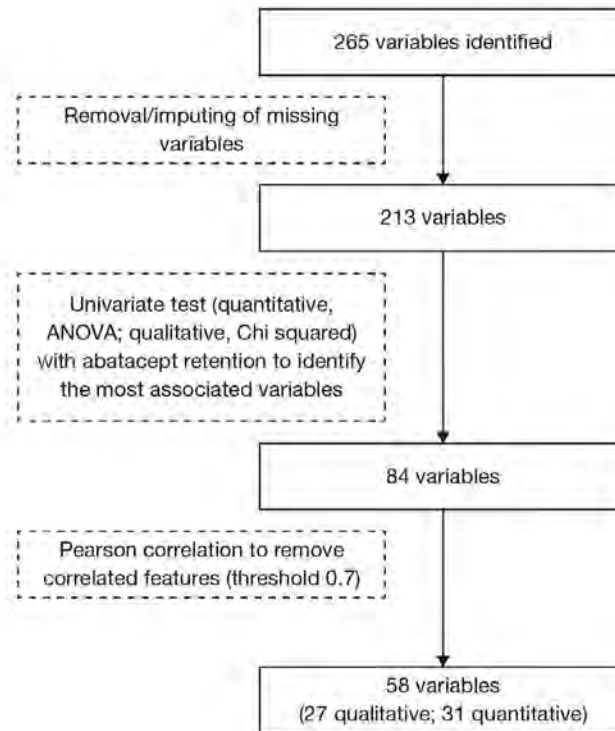 265 variables identified
Removal/imputing of missing
variables
213 variables
Univariate test (quantitative,
ANOVA; qualitative, Chi squared)
with abatacept retention to identify
the most associated variables
84 variables
Pearson correlation to remove
correlated features (threshold 0.7)
58 variables
(27 qualitative; 31 quantitative)